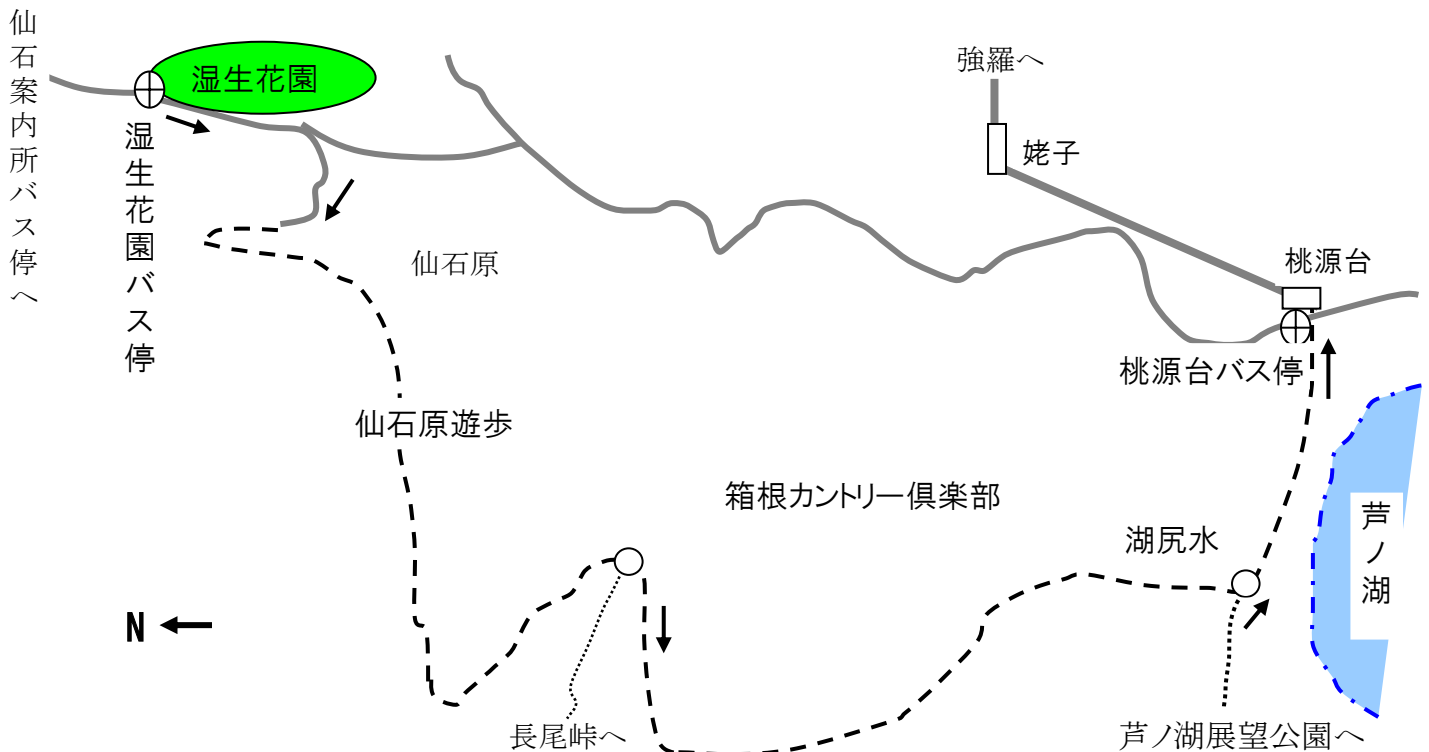 仙石案内所バス停へ
湿生花園
湿生花園バス停
強羅へ
姥子
仙石原
桃源台
桃源台バス停
仙石原遊歩
箱根カントリー倶楽部
湖尻水
芦ノ湖
N
長尾峠へ
芦ノ湖展望公園へ